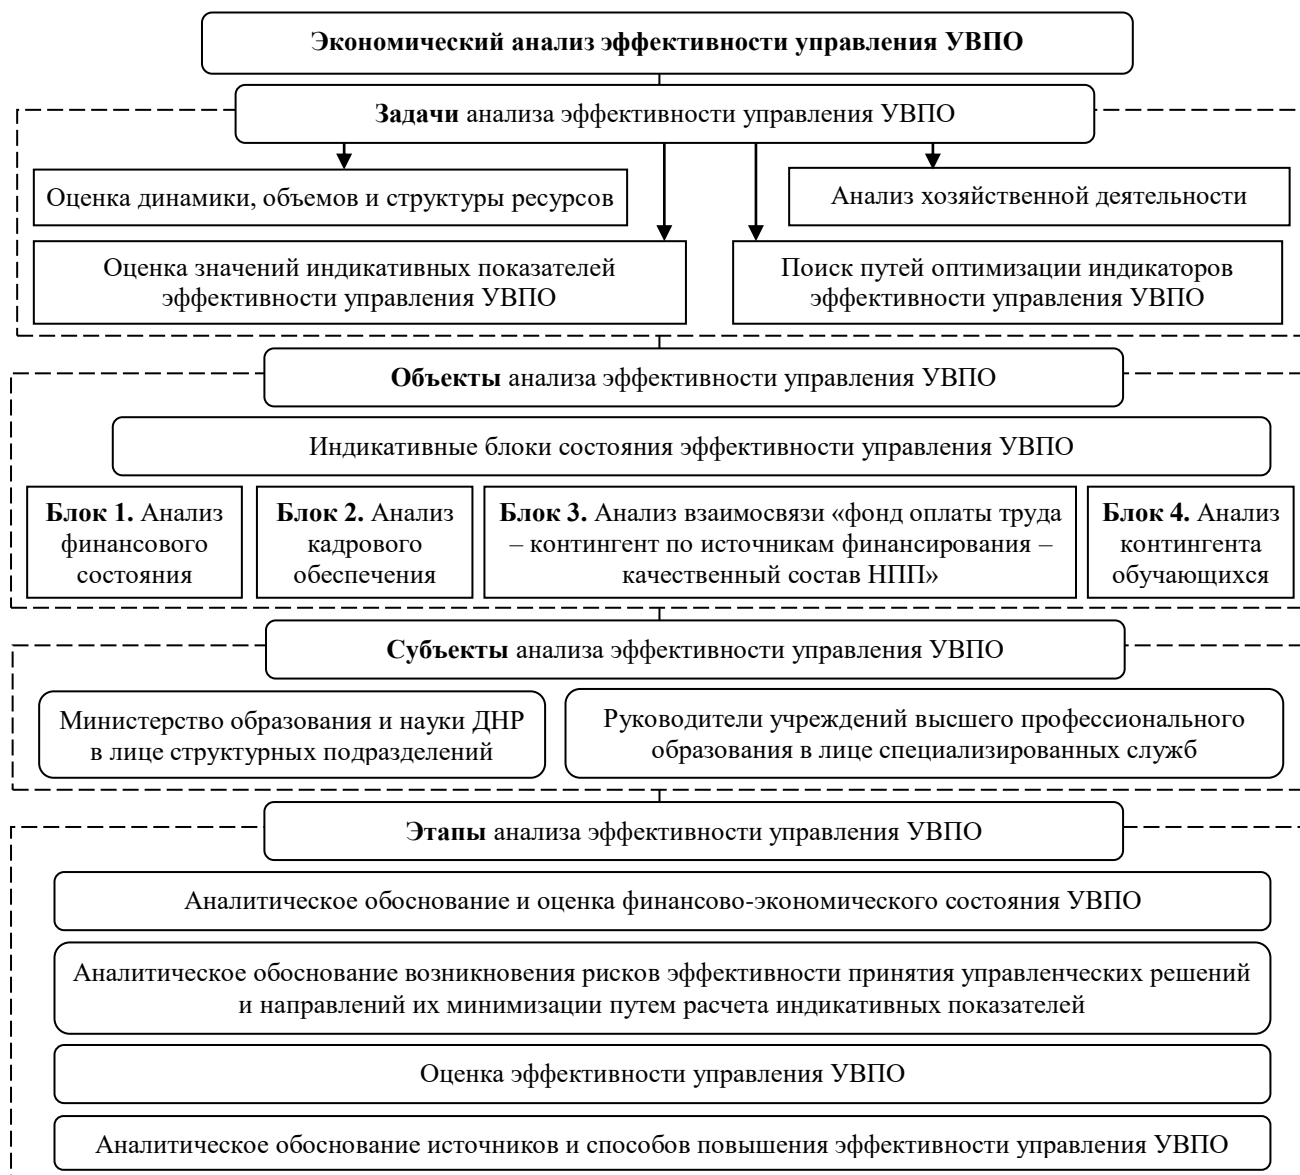 Экономический анализ эффективности управления УВПО
Задачи анализа эффективности управления УВПО
Оценка динамики, объемов и структуры ресурсов
Анализ хозяйственной деятельности
Оценка значений индикативных показателей
эффективности управления УВПО
Поиск путей оптимизации индикаторов
эффективности управления УВПО
Объекты анализа эффективности управления УВПО
Индикативные блоки состояния эффективности управления УВПО
Блок 1. Анализ
финансового
состояния
Блок 2. Анализ
кадрового
обеспечения
Блок 3. Анализ взаимосвязи «фонд оплаты труда
– контингент по источникам финансирования –
качественный состав НПП»
Блок 4. Анализ
контингента
обучающихся
Субъекты анализа эффективности управления УВПО
Министерство образования и науки ДНР
в лице структурных подразделений
Руководители учреждений высшего профессионального
образования в лице специализированных служб
Этапы анализа эффективности управления УВПО
Аналитическое обоснование и оценка финансово-экономического состояния УВПО
Аналитическое обоснование возникновения рисков эффективности принятия управленческих решений
и направлений их минимизации путем расчета индикативных показателей
Оценка эффективности управления УВПО
Аналитическое обоснование источников и способов повышения эффективности управления УВПО